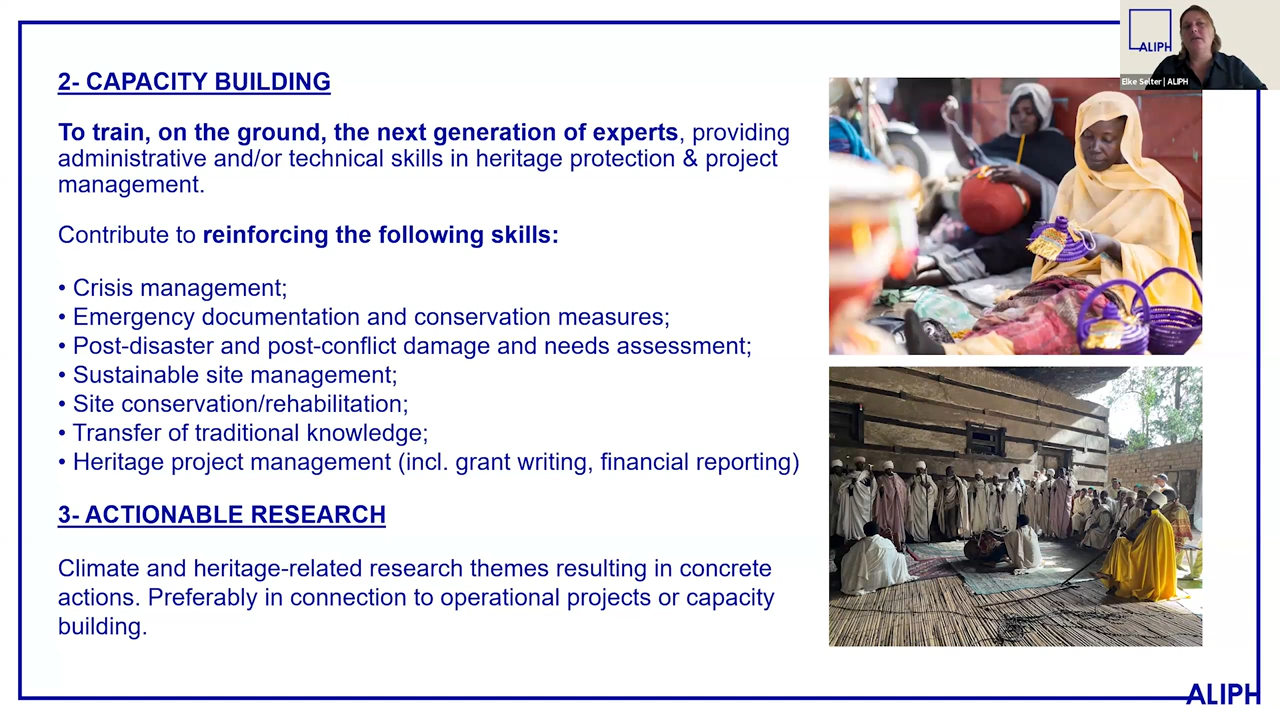 2- CAPACITY BUILDING
To train, on the ground, the next generation of experts, providing
administrative and/or technical skills in heritage protection & project
management.
Contribute to reinforcing the following skills:
• Crisis management;
• Emergency documentation and conservation measures;
• Post-disaster and post-conflict damage and needs assessment;
• Sustainable site management;
• Site conservation/rehabilitation;
• Transfer of traditional knowledge;
• Heritage project management (incl. grant writing, financial reporting)
3- ACTIONABLE RESEARCH
Climate and heritage-related research themes resulting in concrete
actions. Preferably in connection to operational projects or capacity
building.
ALIPH
Elke Selter | ALIPH
ALIPH